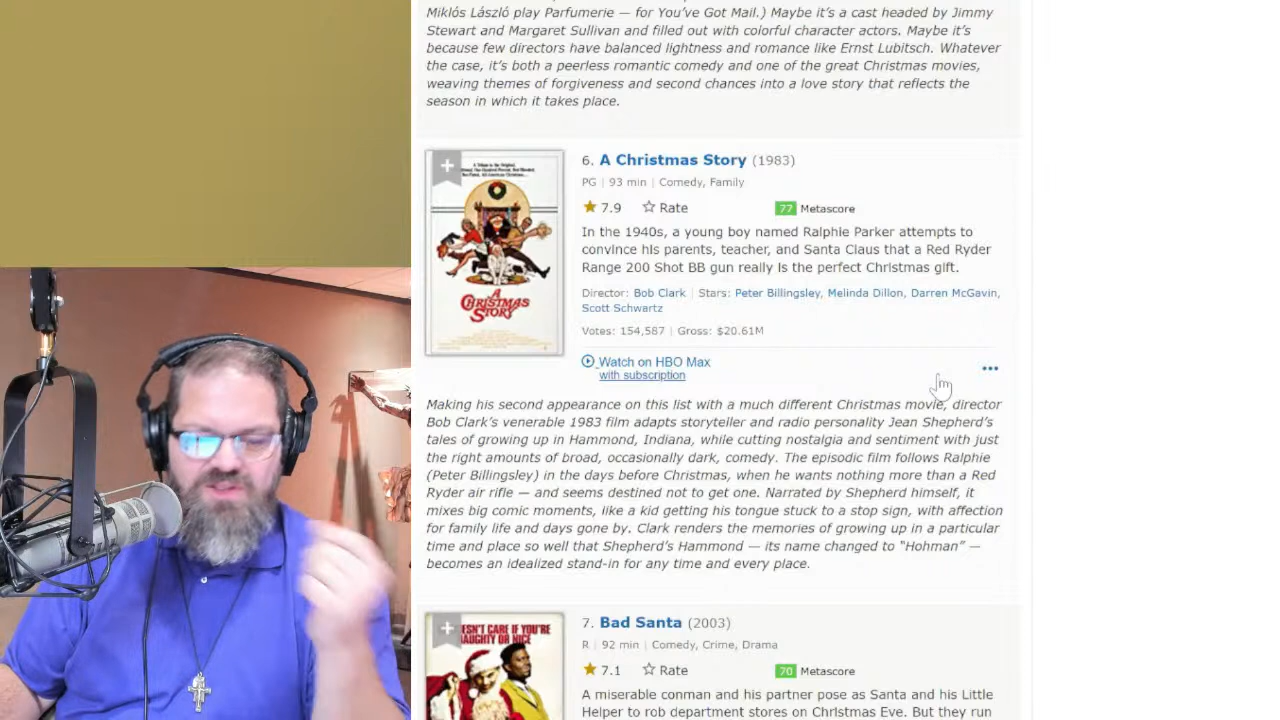 Miklós László play Parfumerie — for You've Got Mail.) Maybe it's a cast headed by Jimmy
Stewart and Margaret Sullivan and filled out with colorful character actors. Maybe it's
because few directors have balanced lightness and romance like Ernst Lubitsch. Whatever
the case, it's both a peerless romantic comedy and one of the great Christmas movies,
weaving themes of forgiveness and second chances into a love story that reflects the
season in which it takes place.
6. A Christmas Story (1983)
PG | 93 min | Comedy, Family
7.9 Rate 77 Metascore
In the 1940s, a young boy named Ralphie Parker attempts to
convince his parents, teacher, and Santa Claus that a Red Ryder
Range 200 Shot BB gun really is the perfect Christmas gift.
Director: Bob Clark | Stars: Peter Billingsley, Melinda Dillon, Darren McGavin,
Scott Schwartz
Votes: 154,587 | Gross: $20.61M
Watch on HBO Max
with subscription
A
CHRISTMAS
STORY
Making his second appearance on this list with a much different Christmas movie, director
Bob Clark's venerable 1983 film adapts storyteller and radio personality Jean Shepherd's
tales of growing up in Hammond, Indiana, while cutting nostalgia and sentiment with just
the right amounts of broad, occasionally dark, comedy. The episodic film follows Ralphie
(Peter Billingsley) in the days before Christmas, when he wants nothing more than a Red
Ryder air rifle — and seems destined not to get one. Narrated by Shepherd himself, it
mixes big comic moments, like a kid getting his tongue stuck to a stop sign, with affection
for family life and days gone by. Clark renders the memories of growing up in a particular
time and place so well that Shepherd's Hammond — its name changed to "Hohman" —
becomes an idealized stand-in for any time and every place.
7. Bad Santa (2003)
R | 92 min | Comedy, Crime, Drama
7.1 Rate 70 Metascore
A miserable conman and his partner pose as Santa and his Little
Helper to rob department stores on Christmas Eve. But they run
ESN'T CARE IF YOU'RE
NAUGHTY OR NICE